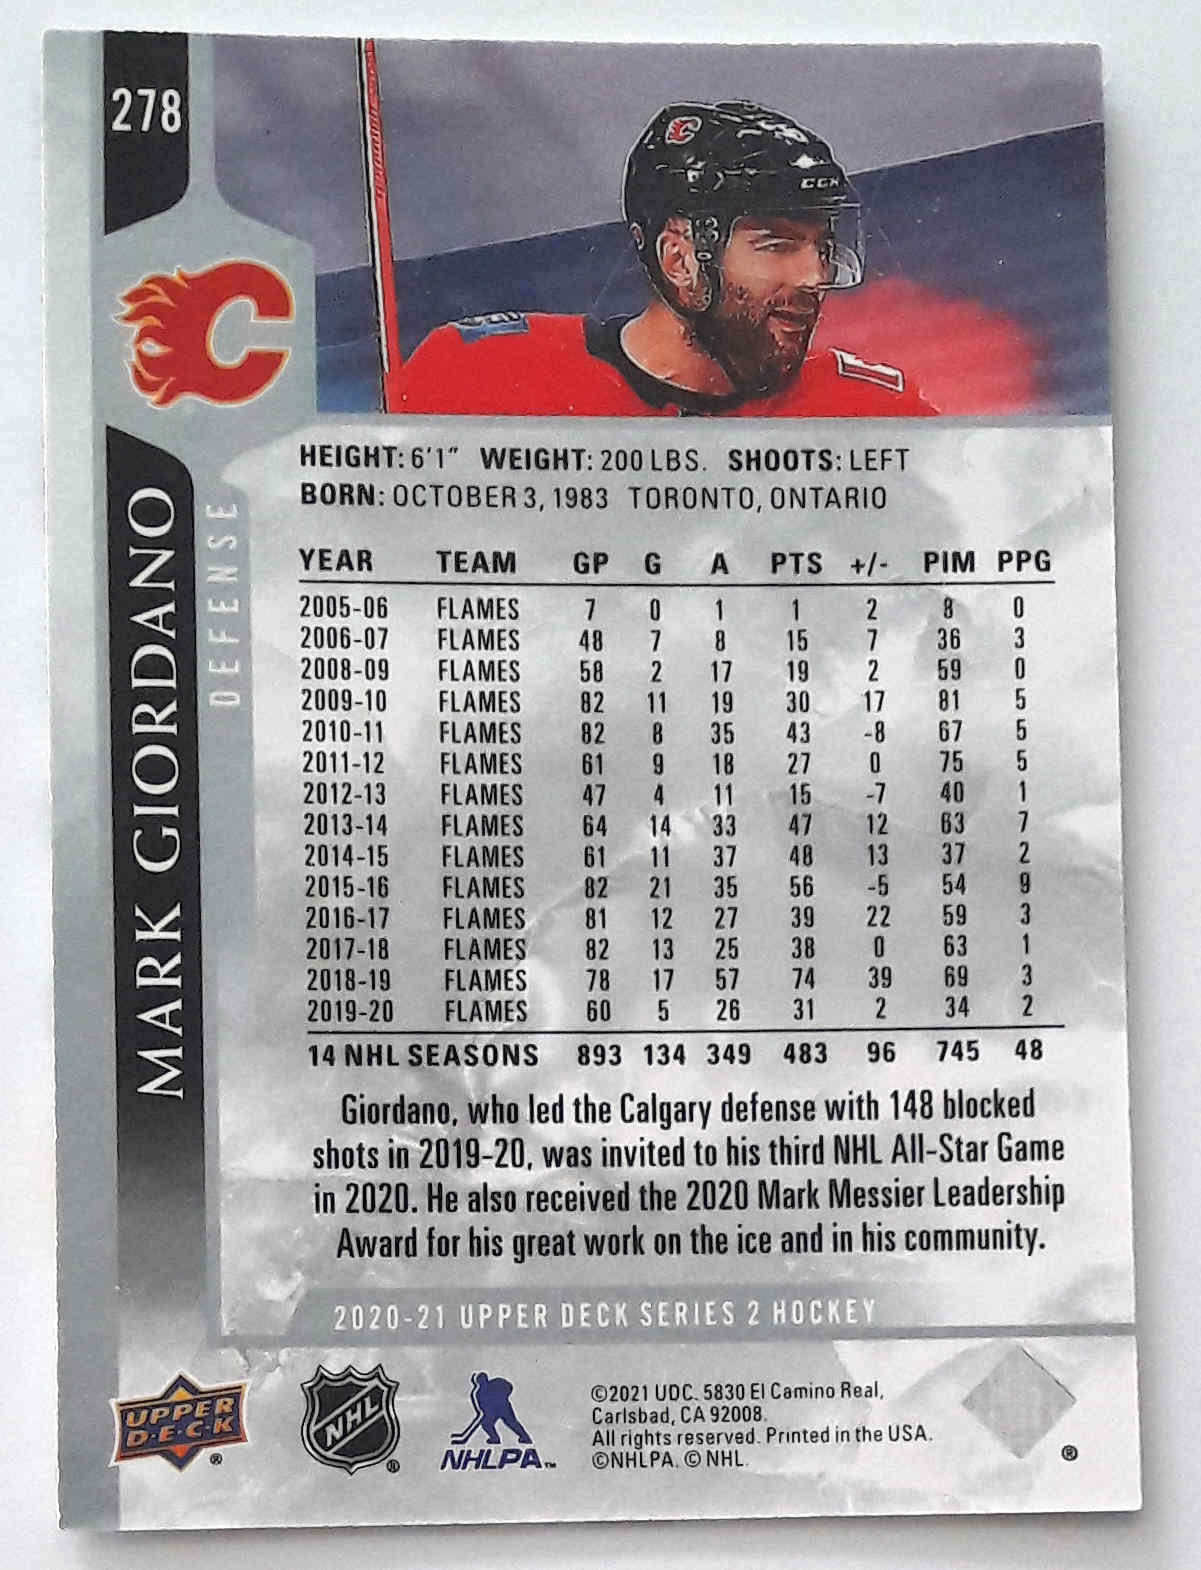 278
CCM
MARK GIORDANO
DEFENSE
HEIGHT: 6'1" WEIGHT: 200 LBS. SHOOTS: LEFT
BORN: OCTOBER 3, 1983 TORONTO, ONTARIO
YEAR TEAM GP G A PTS +/- PIM PPG
2005-06 FLAMES 7 0 1 1 2 8 0
2006-07 FLAMES 48 7 8 15 7 36 3
2008-09 FLAMES 58 2 17 19 2 59 0
2009-10 FLAMES 82 11 19 30 17 81 5
2010-11 FLAMES 82 8 35 43 -8 67 5
2011-12 FLAMES 61 9 18 27 0 75 5
2012-13 FLAMES 47 4 11 15 -7 40 1
2013-14 FLAMES 64 14 33 47 12 63 7
2014-15 FLAMES 61 11 37 48 13 37 2
2015-16 FLAMES 82 21 35 56 -5 54 9
2016-17 FLAMES 81 12 27 39 22 59 3
2017-18 FLAMES 82 13 25 38 0 63 1
2018-19 FLAMES 78 17 57 74 39 69 3
2019-20 FLAMES 60 5 26 31 2 34 2
14 NHL SEASONS 893 134 349 483 96 745 48
Giordano, who led the Calgary defense with 148 blocked
shots in 2019-20, was invited to his third NHL All-Star Game
in 2020. He also received the 2020 Mark Messier Leadership
Award for his great work on the ice and in his community.
2020-21 UPPER DECK SERIES 2 HOCKEY
UPPER
D·E·C·K
®
NHL
®
NHLPA™
©2021 UDC. 5830 El Camino Real,
Carlsbad, CA 92008.
All rights reserved. Printed in the USA.
©NHLPA. © NHL.
®